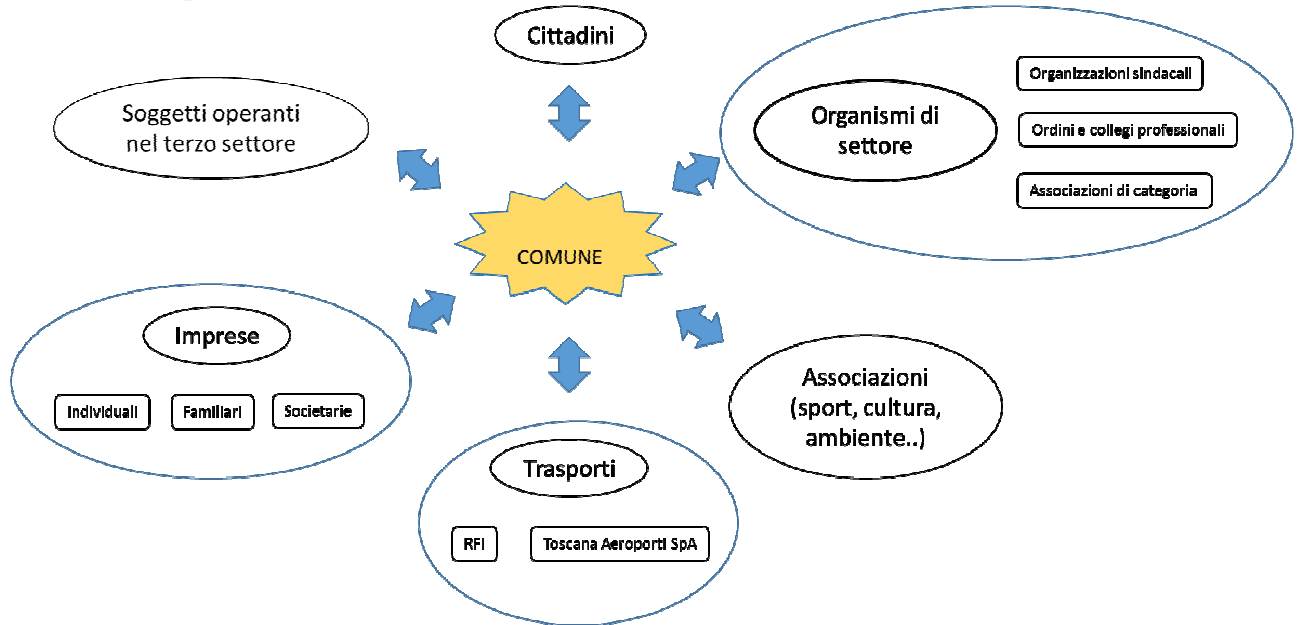 Cittadini
Soggetti operanti
nel terzo settore
Organismi di
settore
Organizzazioni sindacali
Ordini e collegi professionali
Associazioni di categoria
COMUNE
Imprese
Individuali
Familiari
Societarie
Trasporti
RFI
Toscana Aeroporti SpA
Associazioni
(sport, cultura,
ambiente..)